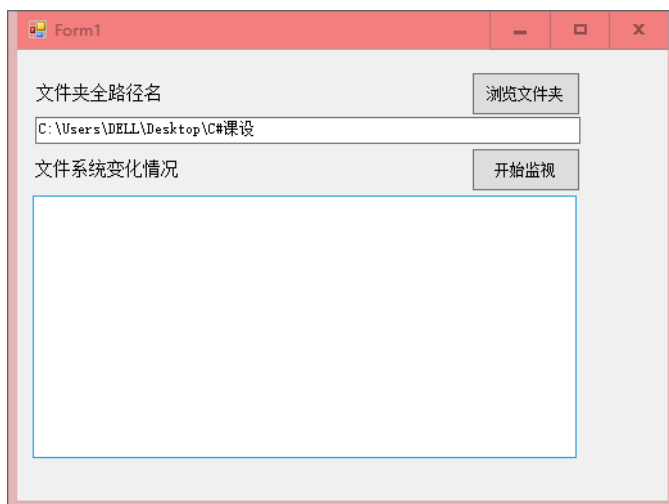 Form1
文件夹全路径名
浏览文件夹
C:\Users\DELL\Desktop\C#课设
文件系统变化情况
开始监视